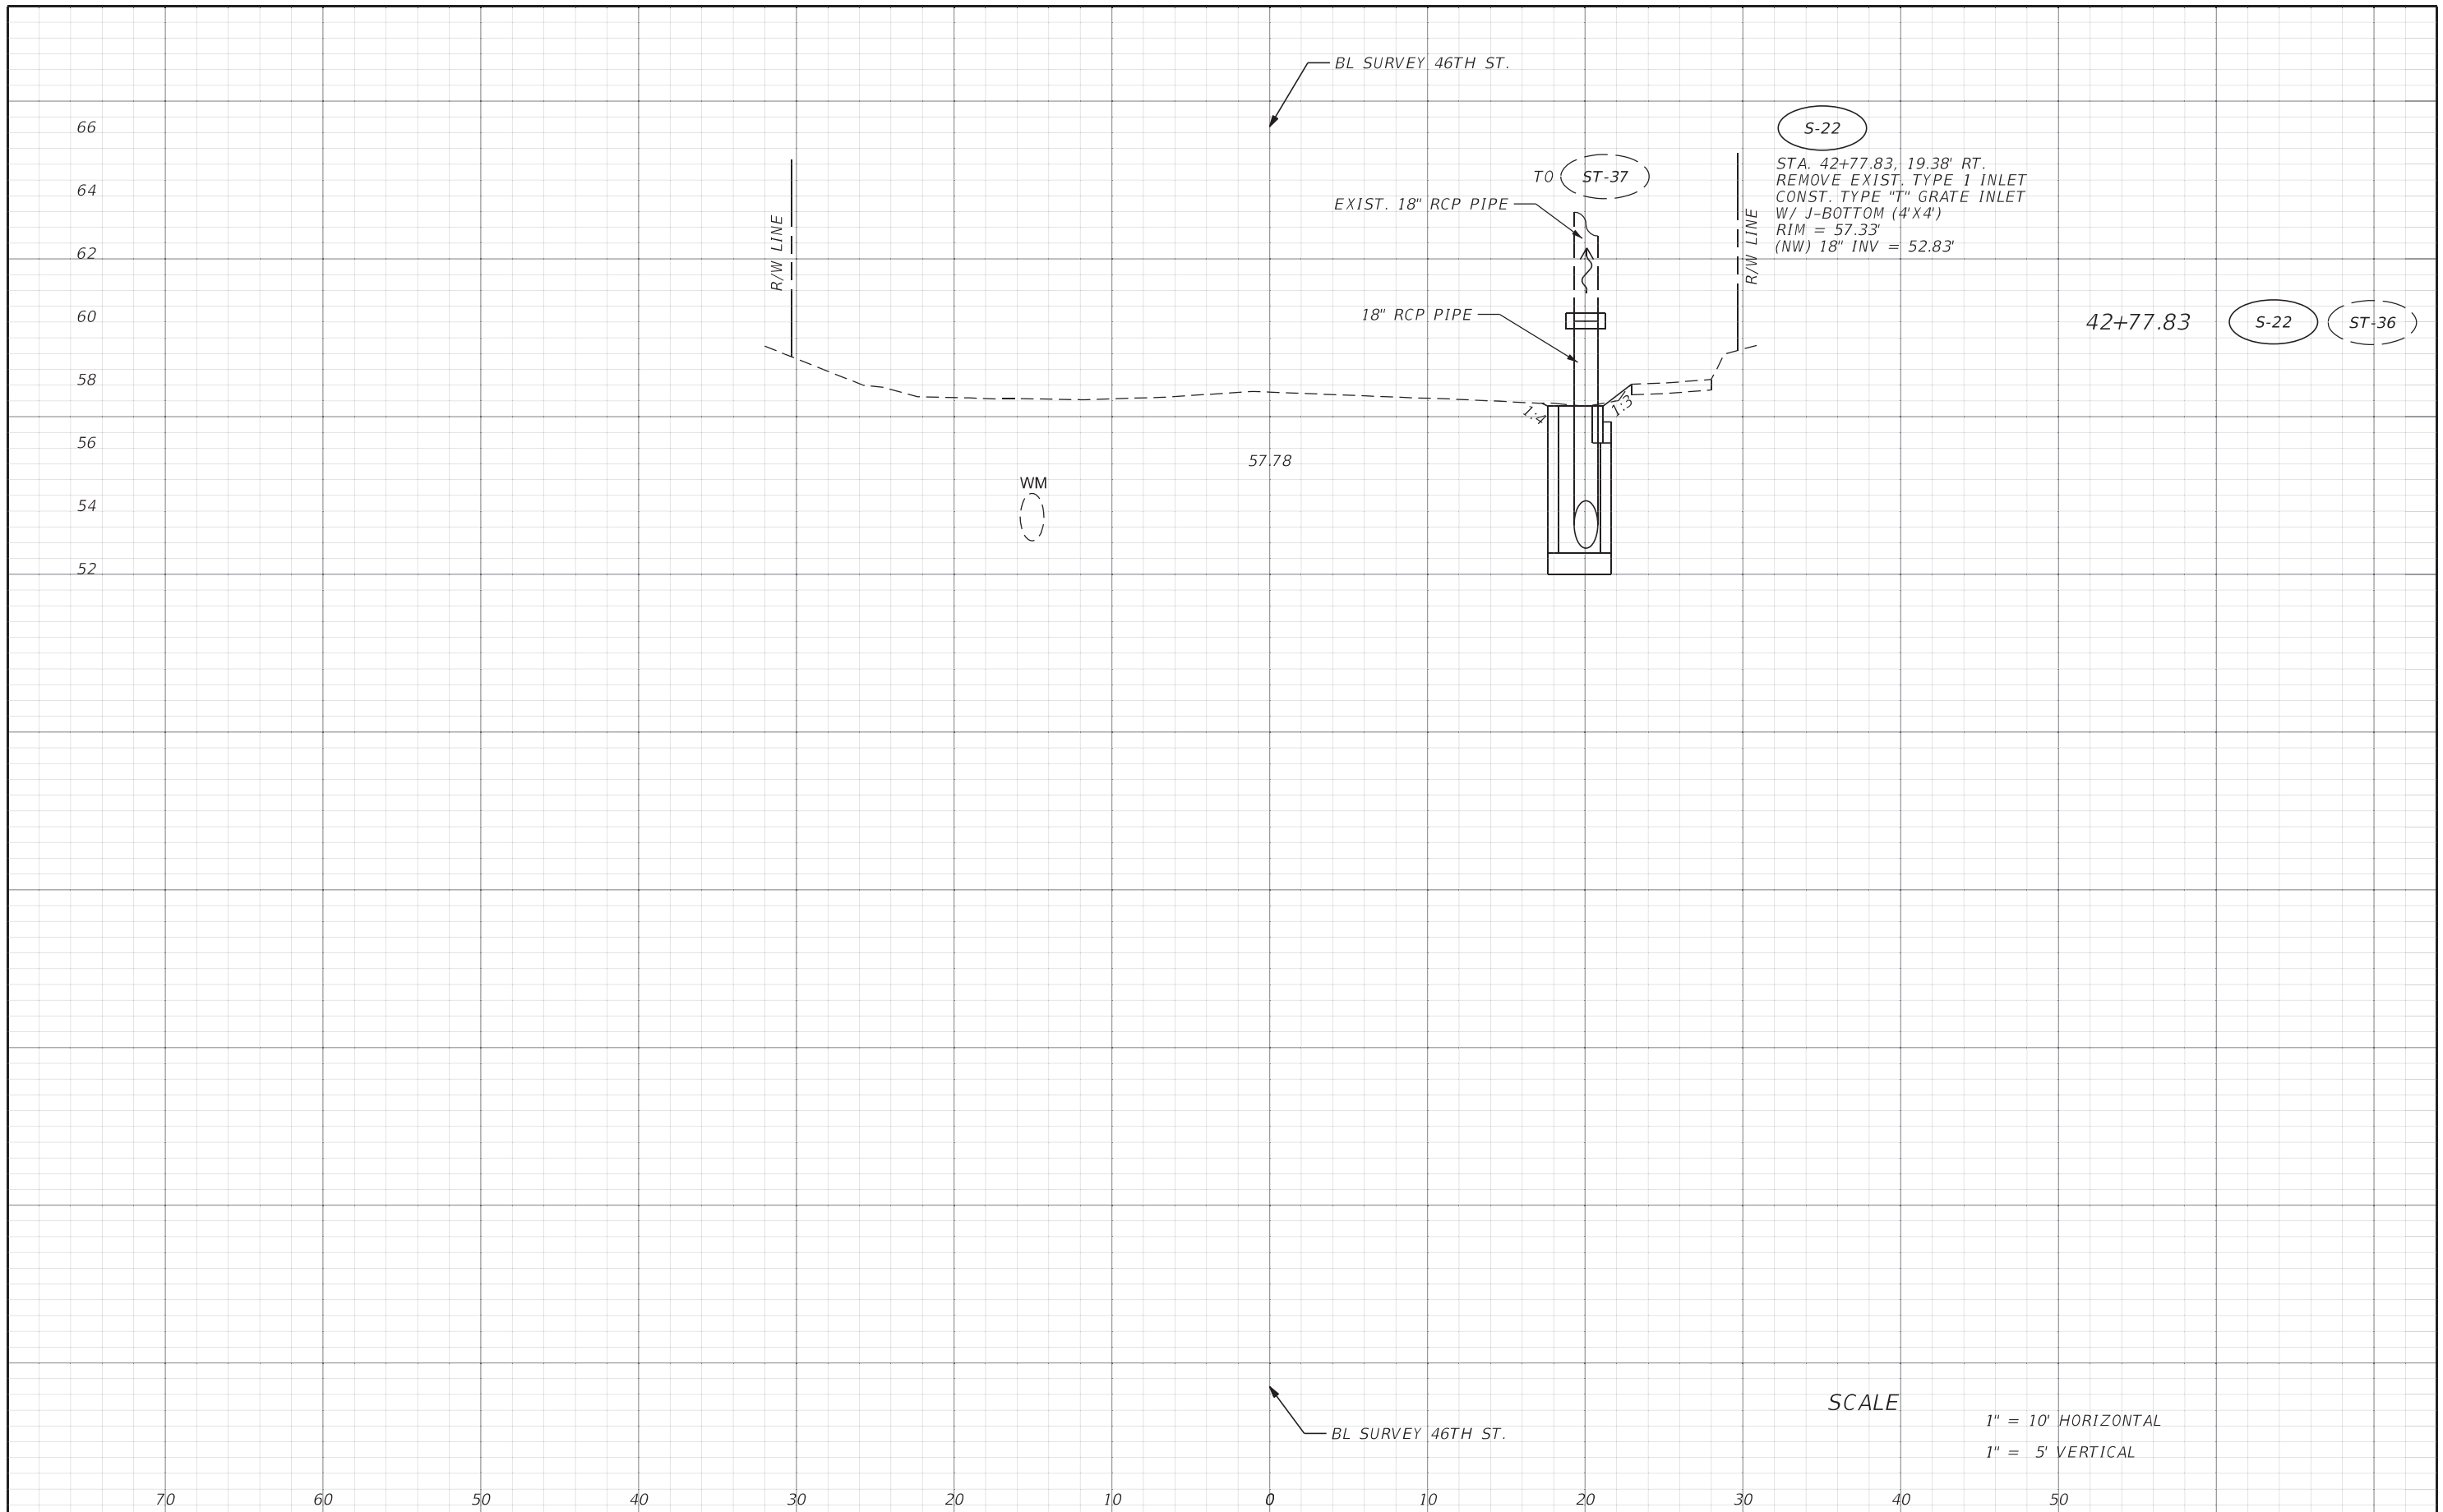 BL SURVEY 46TH ST.
66
64
62
60
58
56
54
52
R/W LINE
TO ST-37
EXIST. 18" RCP PIPE
18" RCP PIPE
R/W LINE
S-22
STA. 42+77.83, 19.38' RT.
REMOVE EXIST. TYPE 1 INLET
CONST. TYPE "T" GRATE INLET
W/ J-BOTTOM (4'X4')
RIM = 57.33'
(NW) 18" INV = 52.83'
42+77.83 S-22 ST-36
1:4
1:3
57.78
WM
BL SURVEY 46TH ST.
SCALE
1" = 10' HORIZONTAL
1" = 5' VERTICAL
70 60 50 40 30 20 10 0 10 20 30 40 50